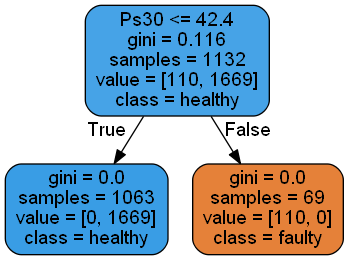 Ps30 <= 42.4
gini = 0.116
samples = 1132
value = [110, 1669]
class = healthy
True
False
gini = 0.0
samples = 1063
value = [0, 1669]
class = healthy
gini = 0.0
samples = 69
value = [110, 0]
class = faulty